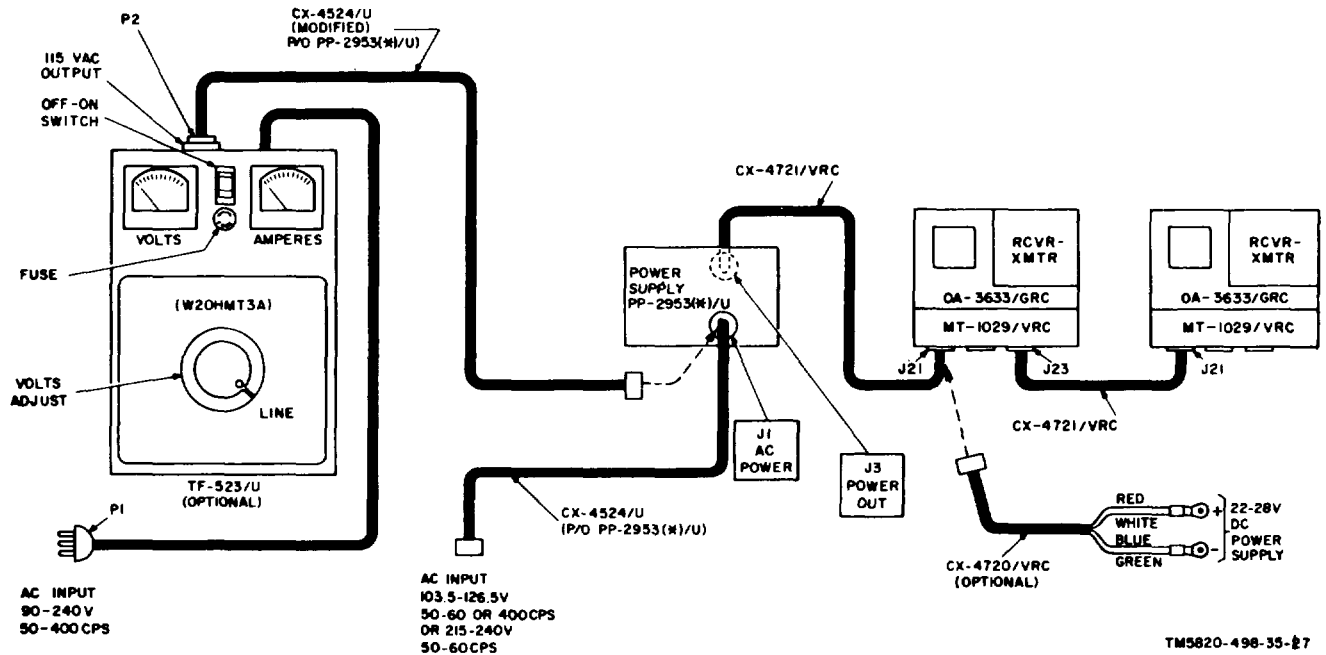 P2
CX-4524/U
(MODIFIED)
P/O PP-2953(*)/U)
115 VAC
OUTPUT
OFF-ON
SWITCH
VOLTS
AMPERES
FUSE
(W20HMT3A)
VOLTS
ADJUST
LINE
TF-523/U
(OPTIONAL)
P1
AC INPUT
90-240V
50-400CPS
CX-4721/VRC
POWER
SUPPLY
PP-2953(*)/U
J1
AC
POWER
J3
POWER
OUT
CX-4524/U
(P/O PP-2953(*)/U)
AC INPUT
103.5-126.5V
50-60 OR 400CPS
OR 215-240V
50-60CPS
RCVR-
XMTR
OA-3633/GRC
MT-1029/VRC
J21
J23
RCVR-
XMTR
OA-3633/GRC
MT-1029/VRC
J21
CX-4721/VRC
RED
WHITE
BLUE
GREEN
+
-
22-28V
DC
POWER
SUPPLY
CX-4720/VRC
(OPTIONAL)
TM5820-498-35-27